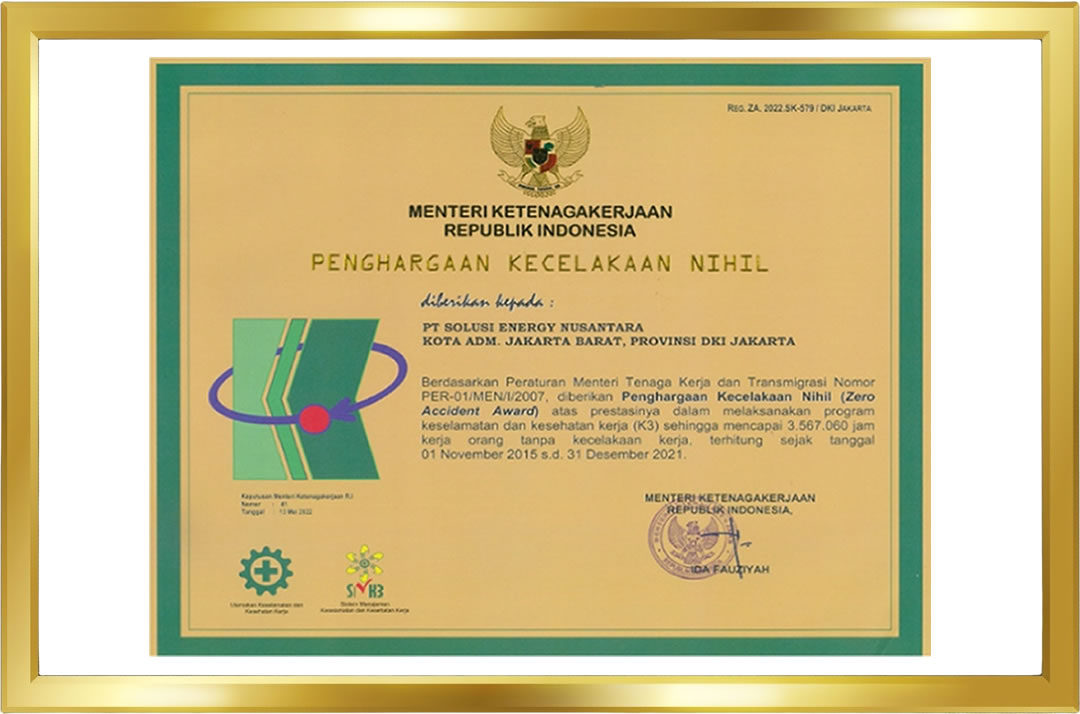 REG. ZA. 2022.SK-579 / DKI JAKARTA
MENTERI KETENAGAKERJAAN
REPUBLIK INDONESIA
PENGHARGAAN KECELAKAAN NIHIL
diberikan kepada :
PT SOLUSI ENERGY NUSANTARA
KOTA ADM. JAKARTA BARAT, PROVINSI DKI JAKARTA
Berdasarkan Peraturan Menteri Tenaga Kerja dan Transmigrasi Nomor
PER-01/MEN/I/2007, diberikan Penghargaan Kecelakaan Nihil (Zero
Accident Award) atas prestasinya dalam melaksanakan program
keselamatan dan kesehatan kerja (K3) sehingga mencapai 3.567.060 jam
kerja orang tanpa kecelakaan kerja, terhitung sejak tanggal
01 November 2015 s.d. 31 Desember 2021.
Keputusan Menteri Ketenagakerjaan R.I
Nomor :
Tanggal : Mei 2022
MENTERI KETENAGAKERJAAN
REPUBLIK INDONESIA,
IDA FAUZIYAH
Keselamatan dan
Kesehatan Kerja
SMK3
Sistem Manajemen
Keselamatan dan Kesehatan Kerja